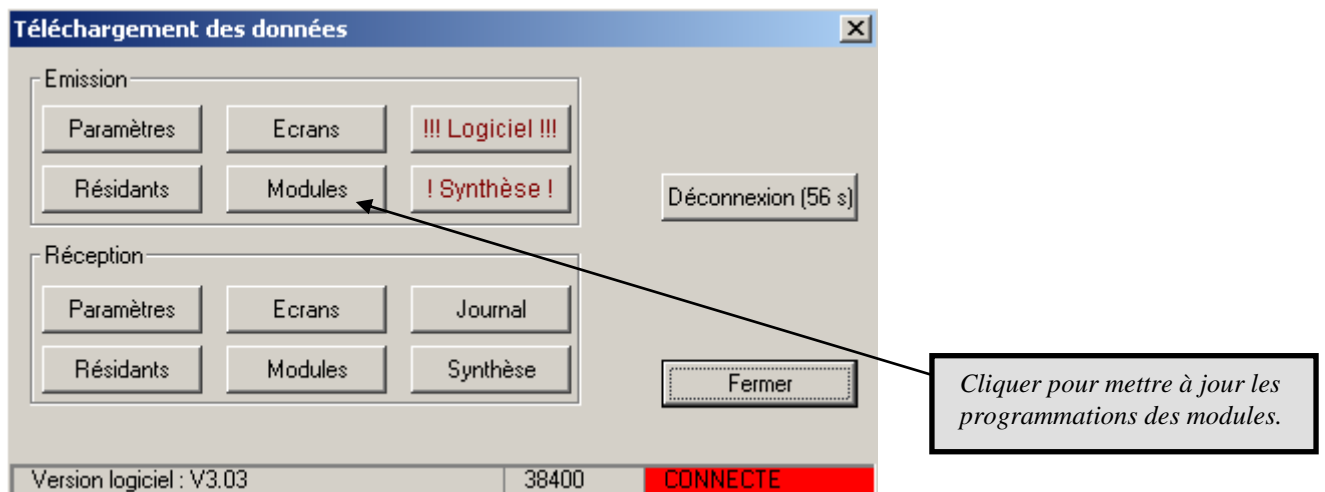 Téléchargement des données
Emission
Paramètres Ecrans !!! Logiciel !!!
Résidants Modules ! Synthèse !
Déconnexion (56 s)
Réception
Paramètres Ecrans Journal
Résidants Modules Synthèse
Fermer
Cliquer pour mettre à jour les
programmations des modules.
Version logiciel : V3.03 38400 CONNECTE